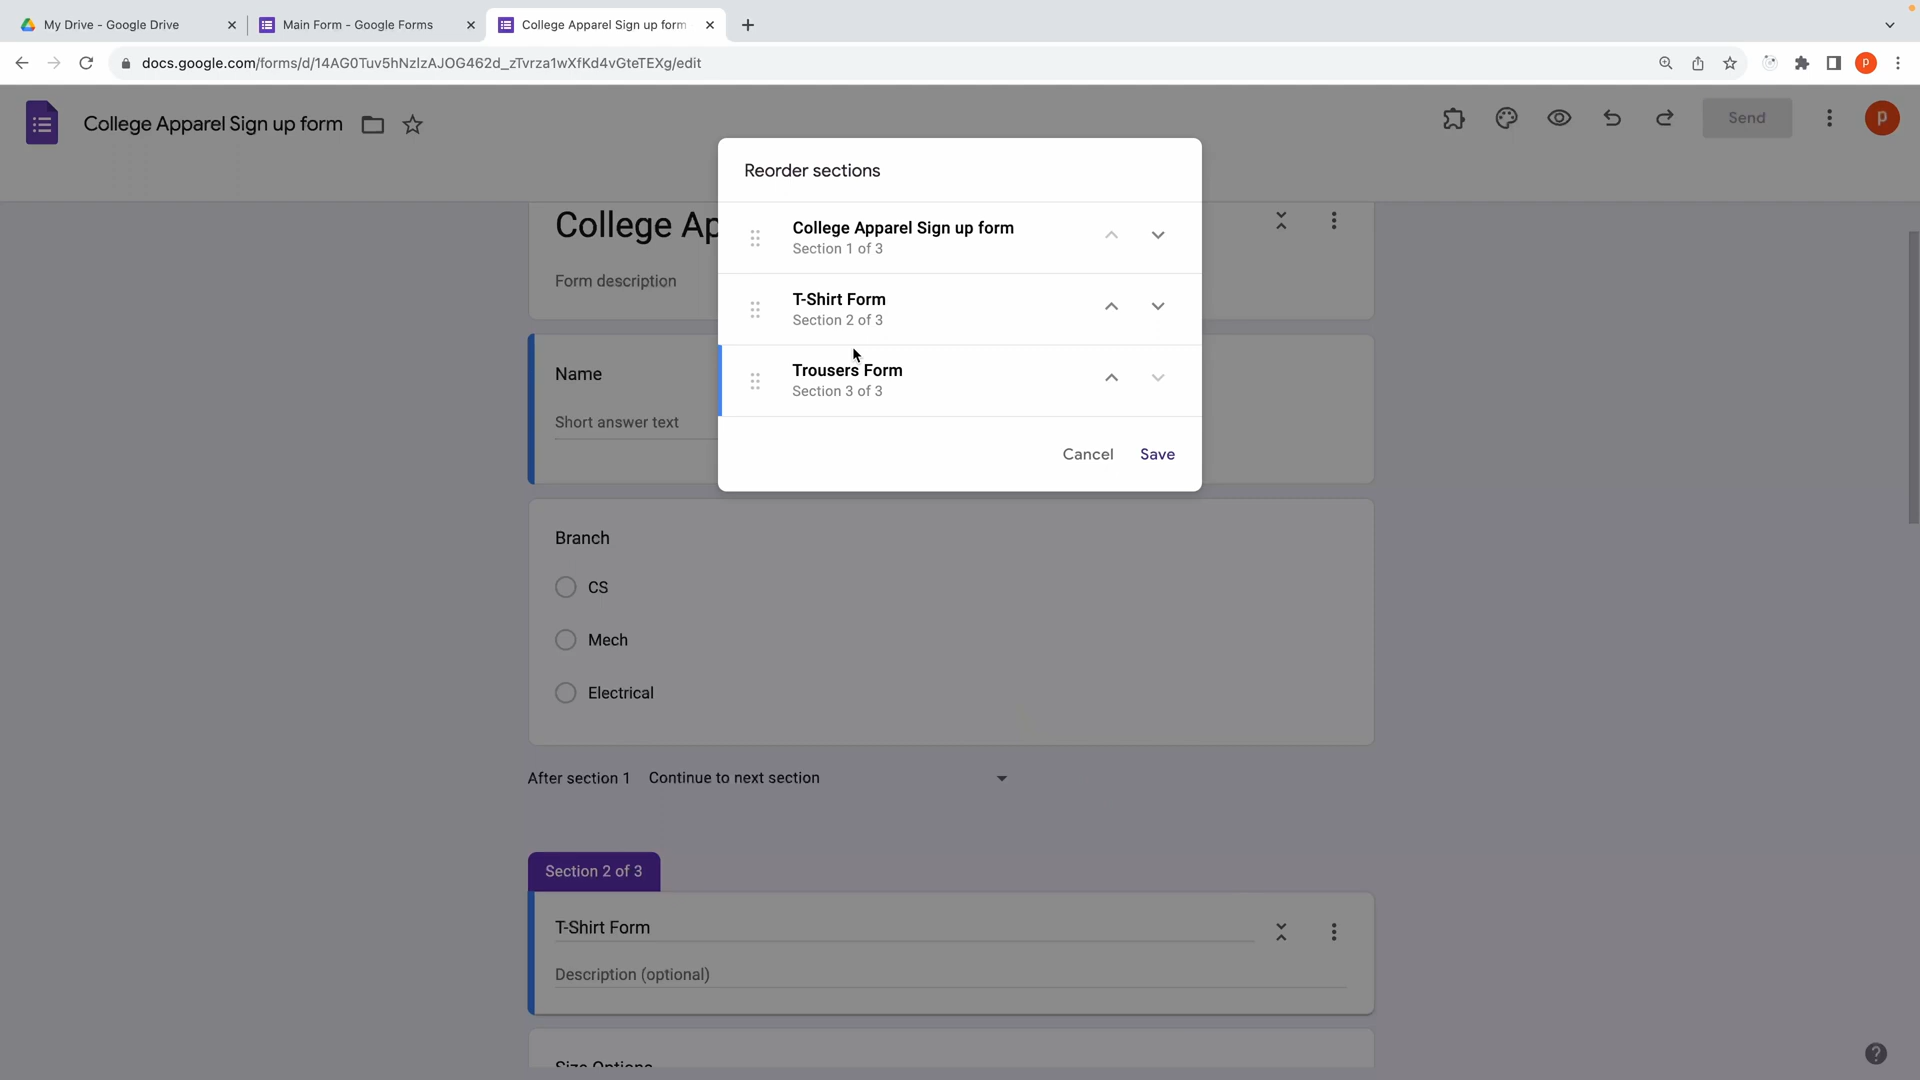 My Drive - Google Drive
Main Form - Google Forms
College Apparel Sign up form
docs.google.com/forms/d/14AG0Tuv5hNzlzAJOG462d_zTvrza1wXfKd4vGteTEXg/edit
P
College Apparel Sign up form
Send
p
Reorder sections
College Apparel Sign up form
Section 1 of 3
T-Shirt Form
Section 2 of 3
Trousers Form
Section 3 of 3
Cancel
Save
College Ap
Form description
Name
Short answer text
Branch
CS
Mech
Electrical
After section 1 Continue to next section
Section 2 of 3
T-Shirt Form
Description (optional)
Size Options